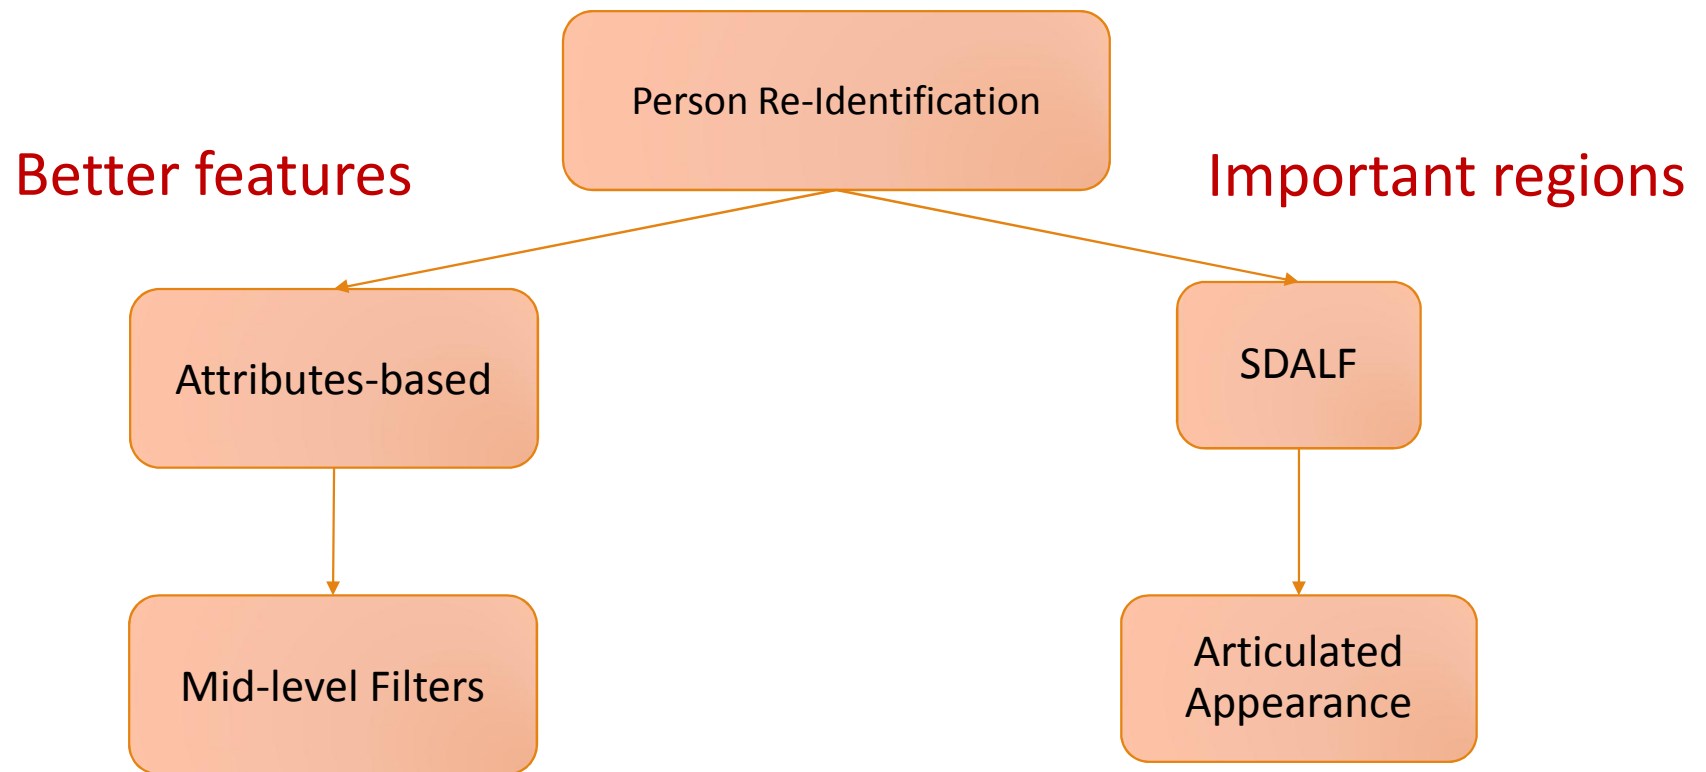 Person Re-Identification
Better features
Important regions
Attributes-based
SDALF
Mid-level Filters
Articulated
Appearance